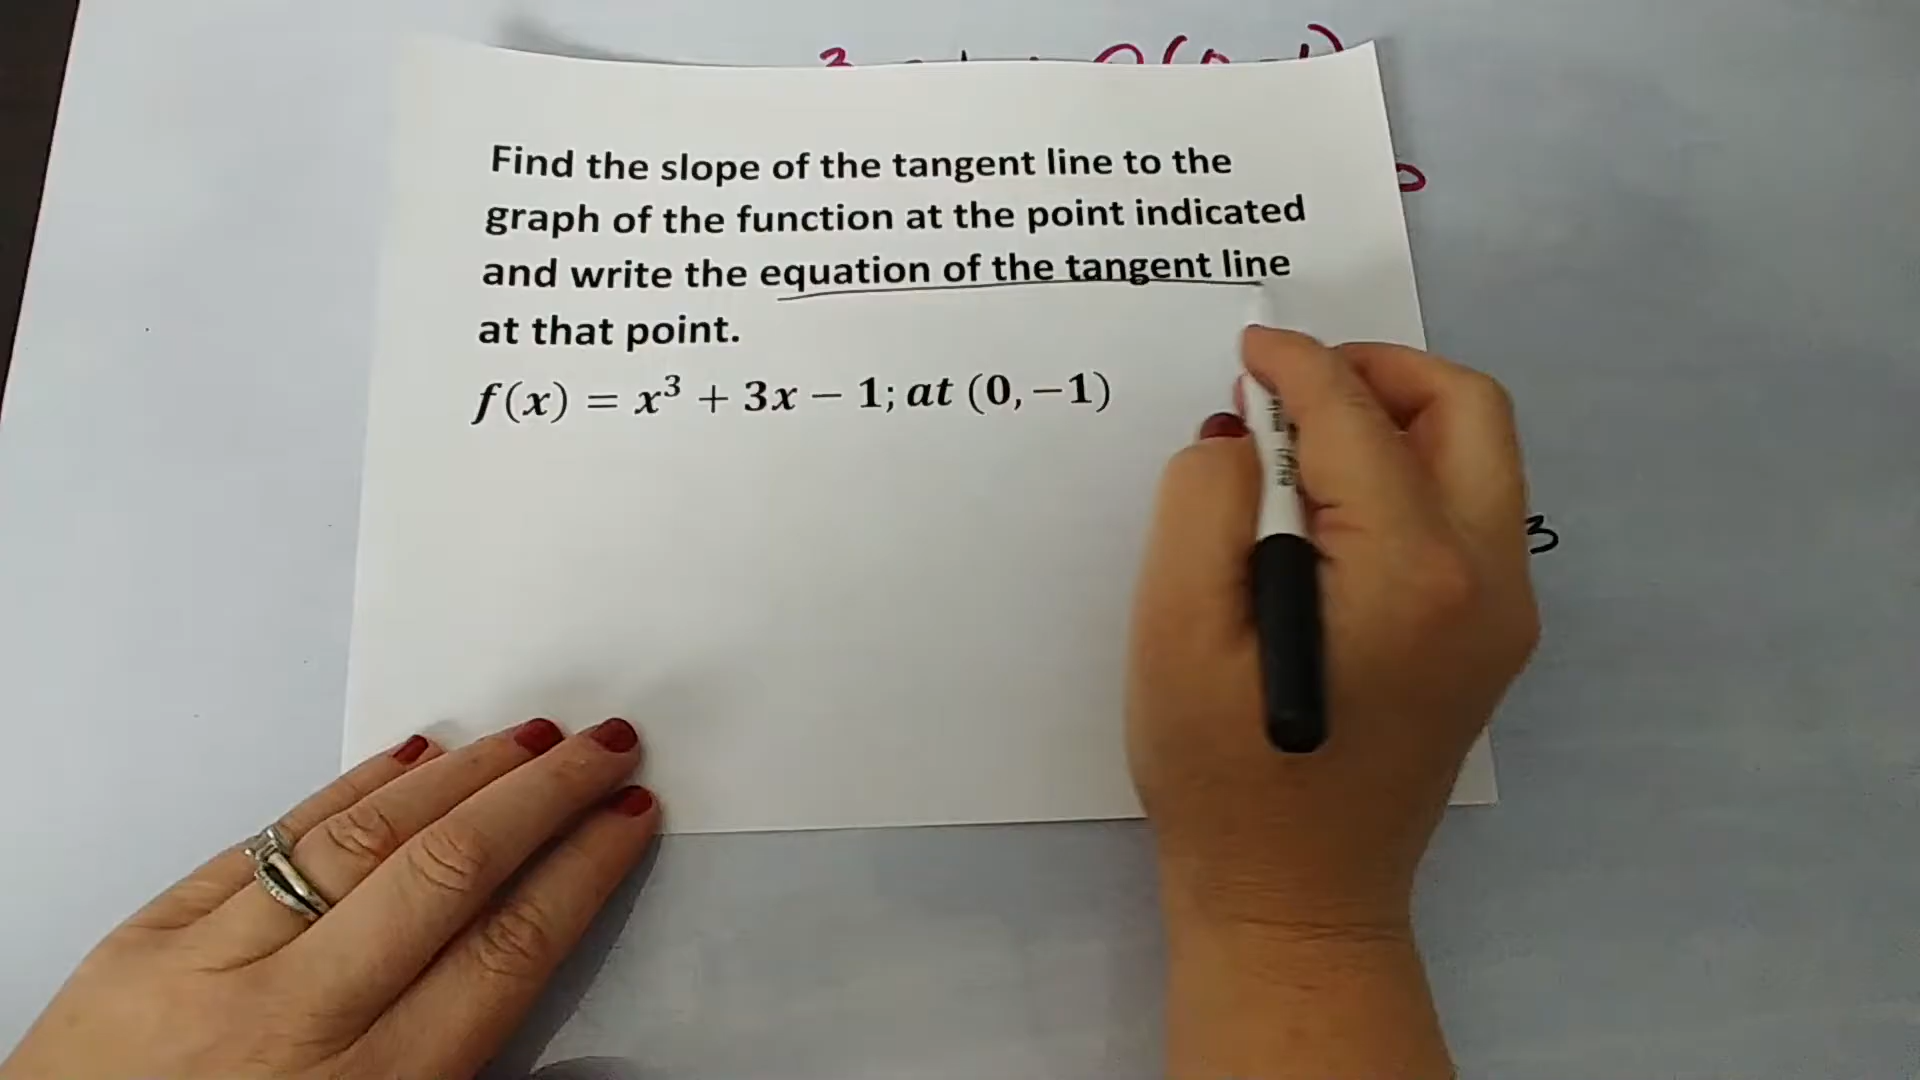 Find the slope of the tangent line to the
graph of the function at the point indicated
and write the equation of the tangent line
at that point.
f(x) = x³ + 3x − 1; at (0, −1)
3